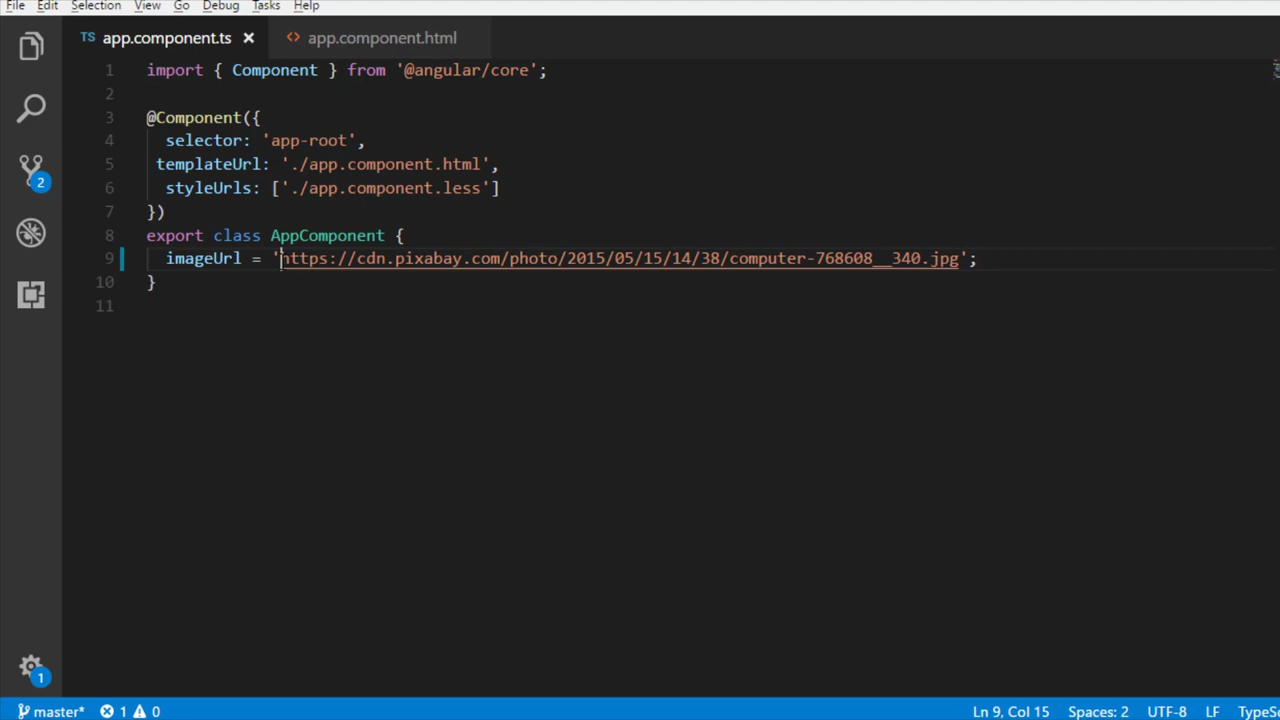 File Edit Selection View Go Debug Tasks Help
TS app.component.ts × <> app.component.html
1 import { Component } from '@angular/core';
2
3 @Component({
4 selector: 'app-root',
5 templateUrl: './app.component.html',
6 styleUrls: ['./app.component.less']
7 })
8 export class AppComponent {
9 imageUrl = 'https://cdn.pixabay.com/photo/2015/05/15/14/38/computer-768608__340.jpg';
10 }
11
2
1
master* 1 0 Ln 9, Col 15 Spaces: 2 UTF-8 LF TypeSc